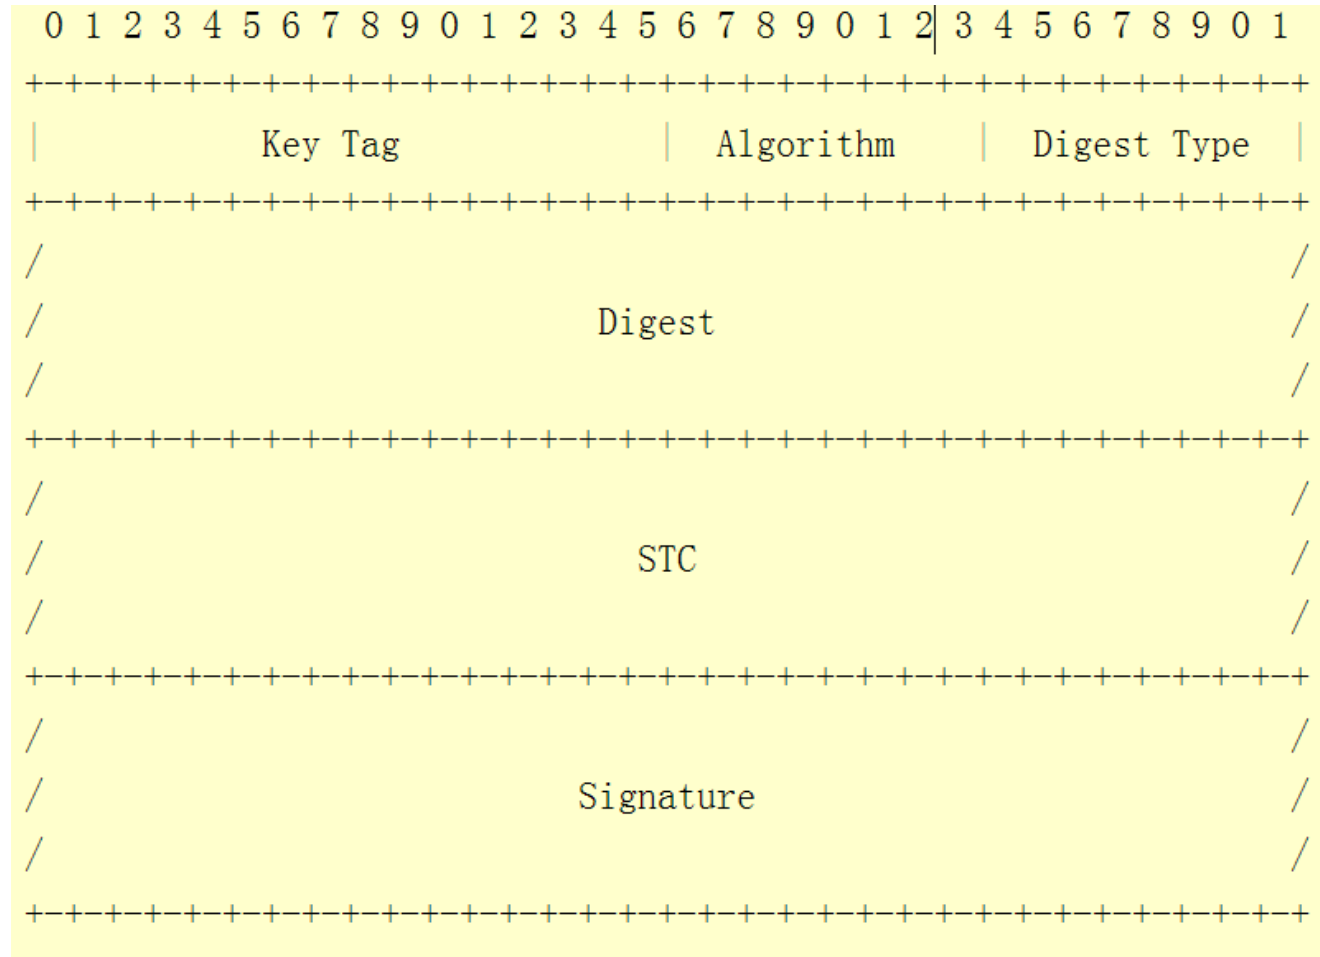 0 1 2 3 4 5 6 7 8 9 0 1 2 3 4 5 6 7 8 9 0 1 2 3 4 5 6 7 8 9 0 1
+-+-+-+-+-+-+-+-+-+-+-+-+-+-+-+-+-+-+-+-+-+-+-+-+-+-+-+-+-+-+-+-+
| Key Tag | Algorithm | Digest Type |
+-+-+-+-+-+-+-+-+-+-+-+-+-+-+-+-+-+-+-+-+-+-+-+-+-+-+-+-+-+-+-+-+
/ /
/ Digest /
/ /
+-+-+-+-+-+-+-+-+-+-+-+-+-+-+-+-+-+-+-+-+-+-+-+-+-+-+-+-+-+-+-+-+
/ /
/ STC /
/ /
+-+-+-+-+-+-+-+-+-+-+-+-+-+-+-+-+-+-+-+-+-+-+-+-+-+-+-+-+-+-+-+-+
/ /
/ Signature /
/ /
+-+-+-+-+-+-+-+-+-+-+-+-+-+-+-+-+-+-+-+-+-+-+-+-+-+-+-+-+-+-+-+-+